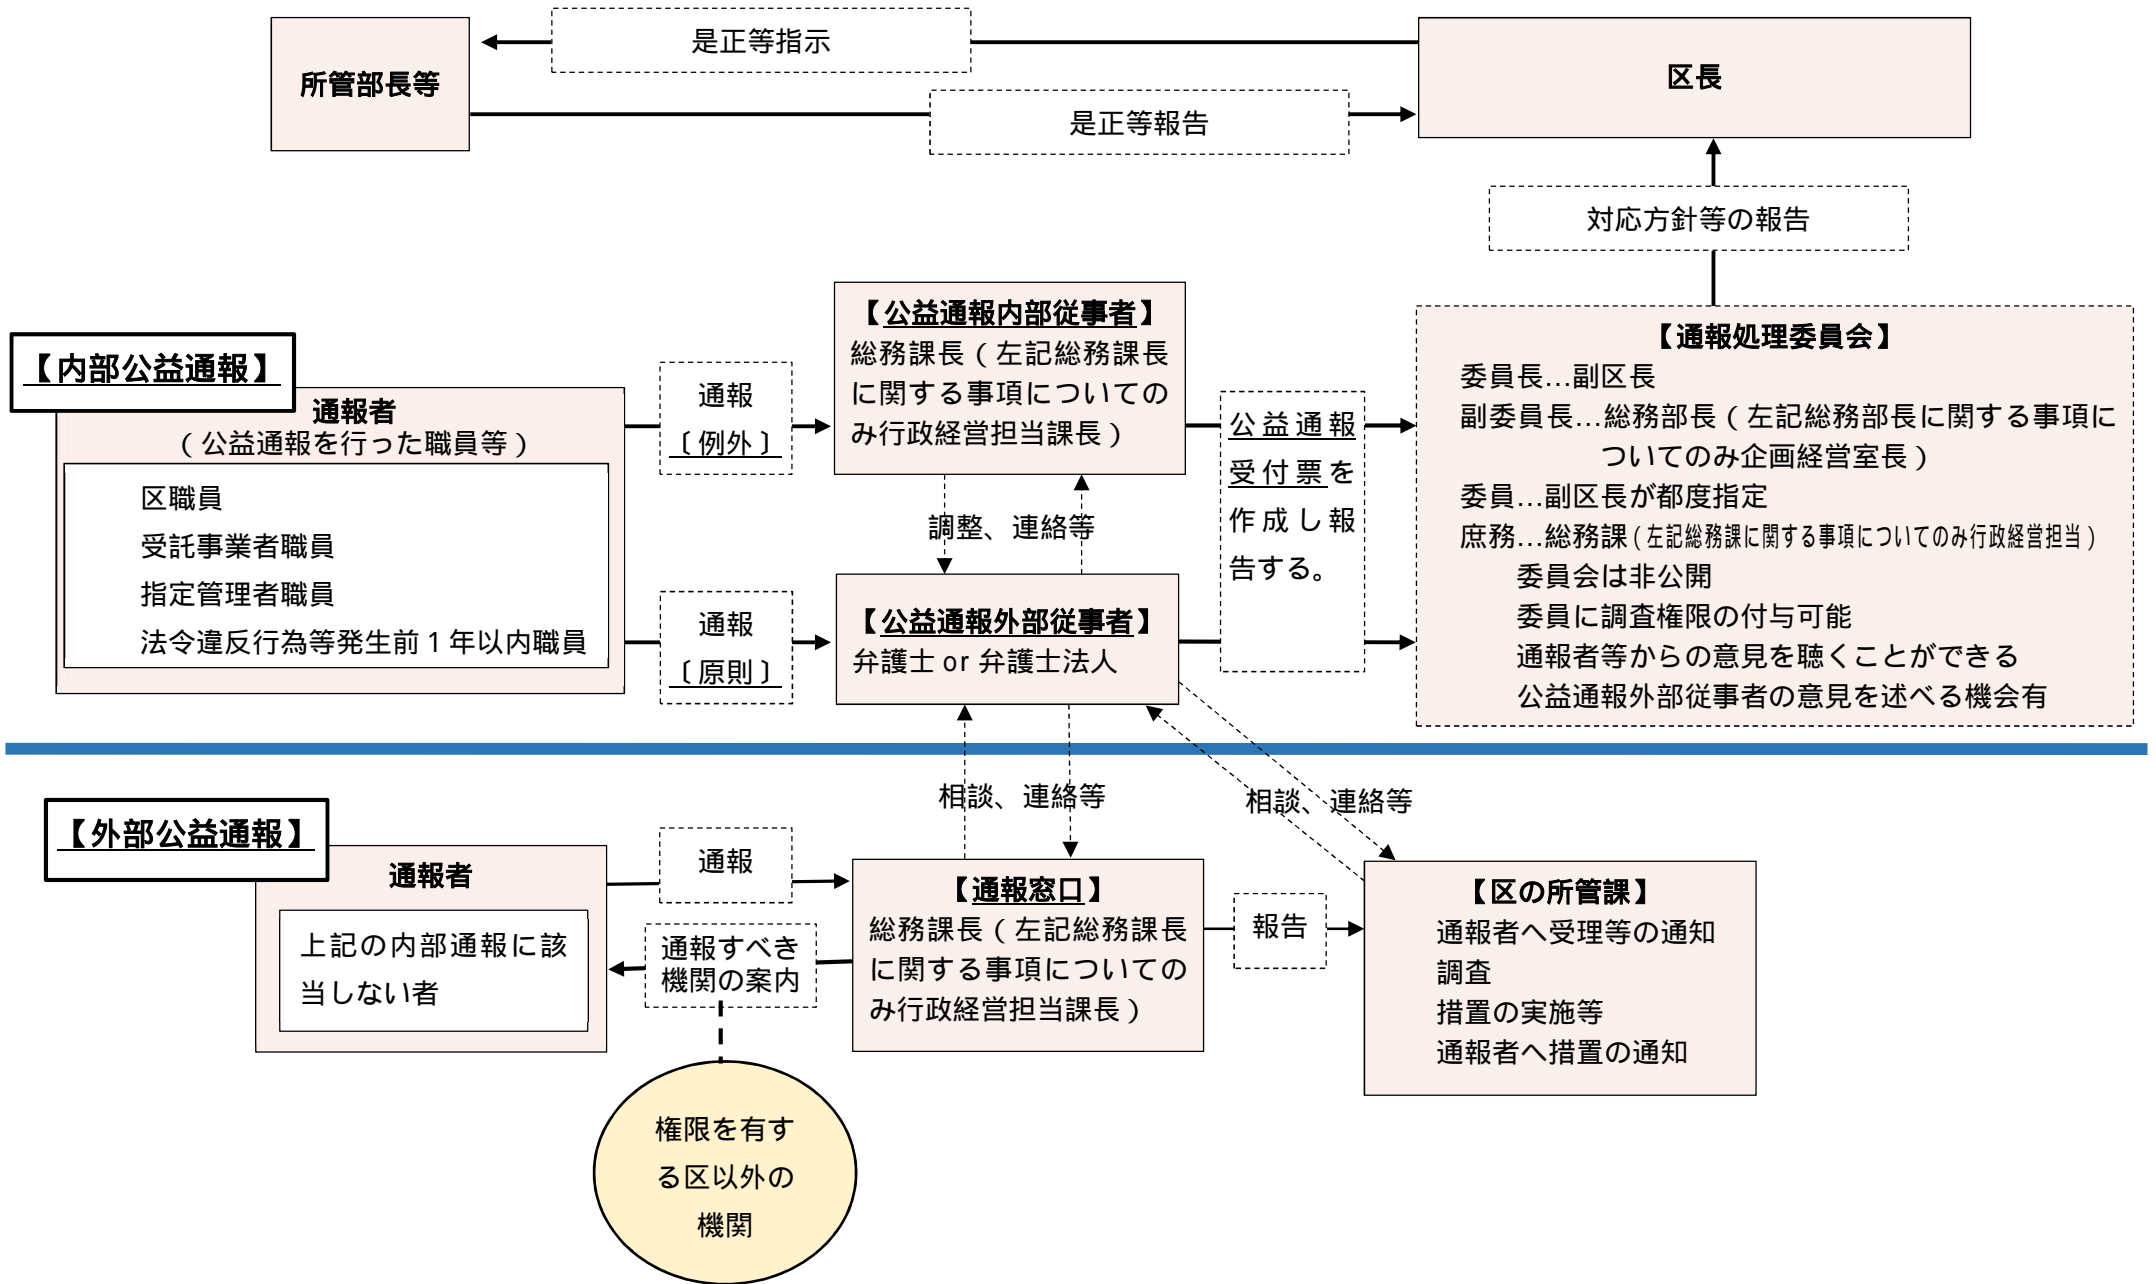 是正等指示
所管部長等
区長
是正等報告
対応方針等の報告
【内部公益通報】
通報者
（公益通報を行った職員等）
区職員
受託事業者職員
指定管理者職員
法令違反行為等発生前１年以内職員
通報
〔例外〕
通報
〔原則〕
【公益通報内部従事者】
総務課長（左記総務課長
に関する事項についての
み行政経営担当課長）
調整、連絡等
【公益通報外部従事者】
弁護士 or 弁護士法人
公益通報
受付票を
作成し報
告する。
【通報処理委員会】
委員長…副区長
副委員長…総務部長（左記総務部長に関する事項に
ついてのみ企画経営室長）
委員…副区長が都度指定
庶務…総務課（左記総務課に関する事項についてのみ行政経営担当）
委員会は非公開
委員に調査権限の付与可能
通報者等からの意見を聴くことができる
公益通報外部従事者の意見を述べる機会有
相談、連絡等
相談、連絡等
【外部公益通報】
通報者
上記の内部通報に該
当しない者
通報
通報すべき
機関の案内
【通報窓口】
総務課長（左記総務課長
に関する事項についての
み行政経営担当課長）
報告
【区の所管課】
通報者へ受理等の通知
調査
措置の実施等
通報者へ措置の通知
権限を有す
る区以外の
機関